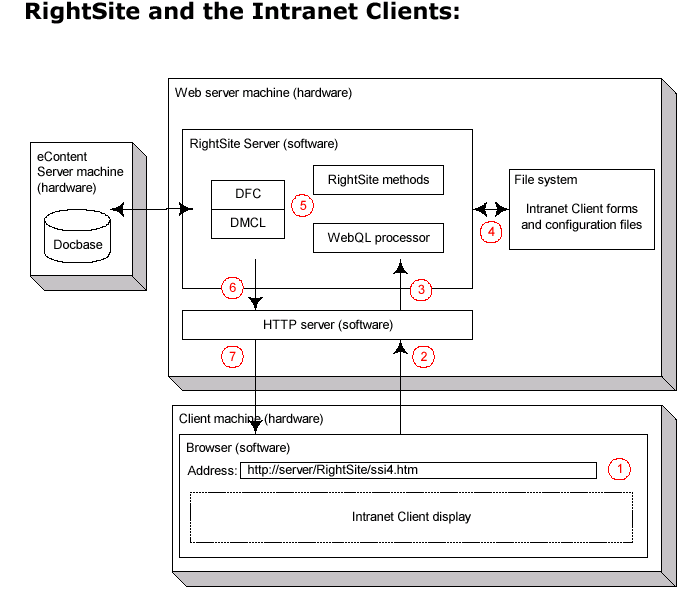 RightSite and the Intranet Clients:
Web server machine (hardware)
RightSite Server (software)
eContent
Server machine
(hardware)
Docbase
DFC
DMCL
5
RightSite methods
WebQL processor
File system
Intranet Client forms
and configuration files
4
6
3
HTTP server (software)
7
2
Client machine (hardware)
Browser (software)
Address: http://server/RightSite/ssi4.htm
1
Intranet Client display